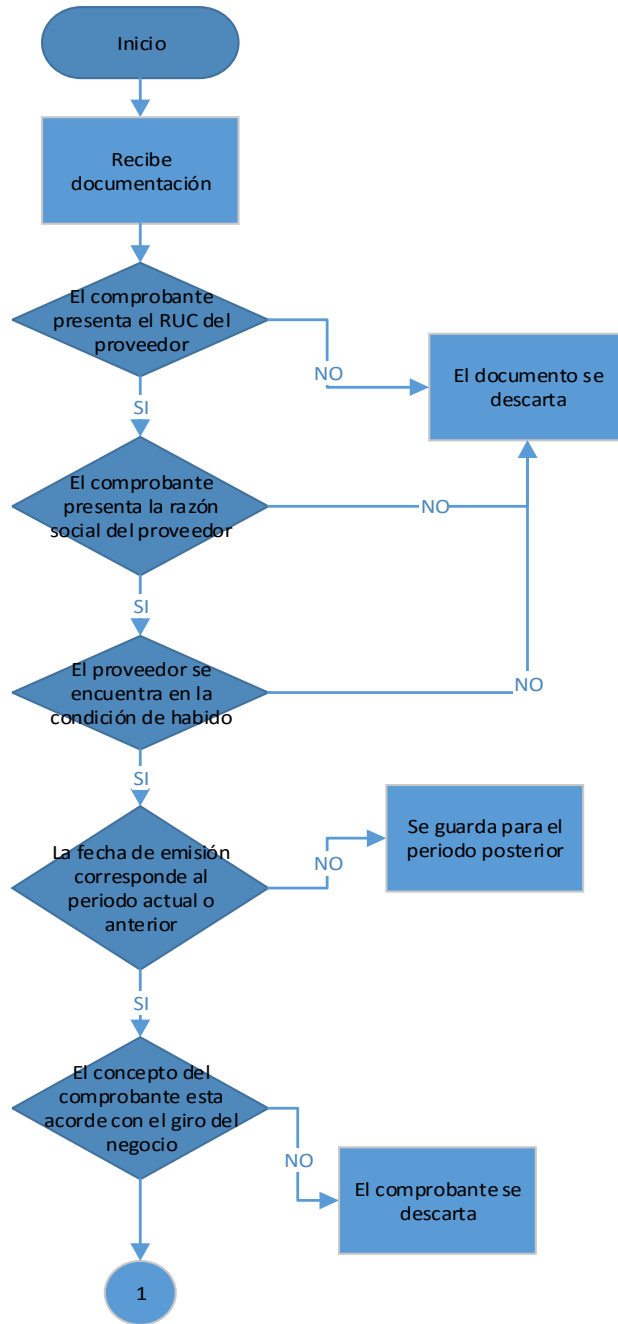 Inicio
Recibe
documentación
El comprobante
presenta el RUC del
proveedor
NO
El documento se
descarta
SI
El comprobante
presenta la razón
social del proveedor
NO
SI
El proveedor se
encuentra en la
condición de habido
NO
SI
La fecha de emisión
corresponde al
periodo actual o
anterior
NO
Se guarda para el
periodo posterior
SI
El concepto del
comprobante esta
acorde con el giro del
negocio
NO
El comprobante se
descarta
1